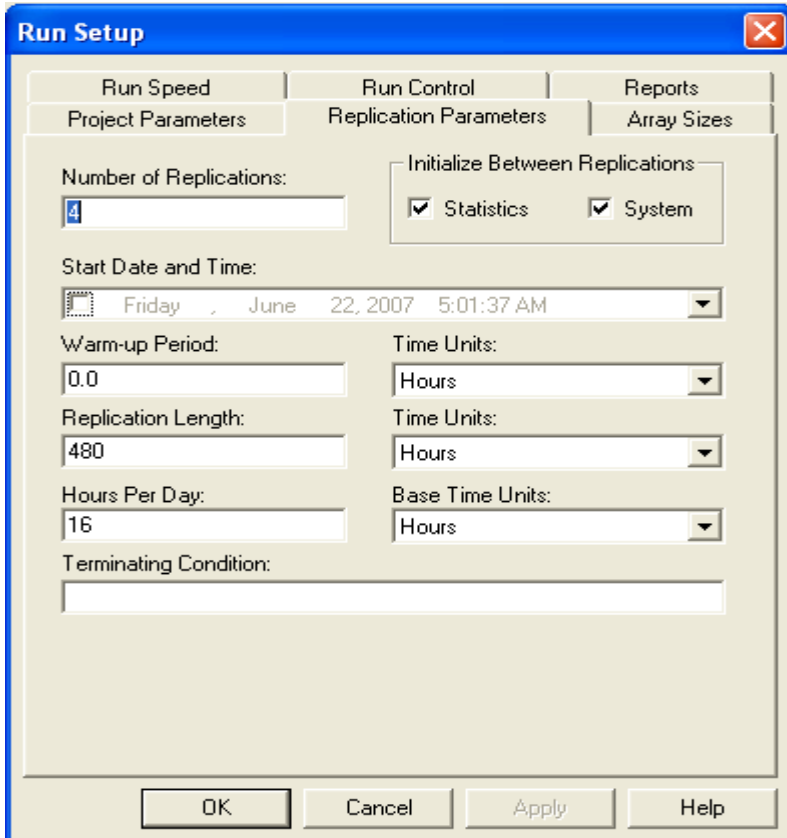 Run Setup
Run Speed Run Control Reports
Project Parameters Replication Parameters Array Sizes
Number of Replications:
4
Initialize Between Replications
Statistics System
Start Date and Time:
Friday , June 22, 2007 5:01:37 AM
Warm-up Period: Time Units:
0.0 Hours
Replication Length: Time Units:
480 Hours
Hours Per Day: Base Time Units:
16 Hours
Terminating Condition:
OK Cancel Apply Help